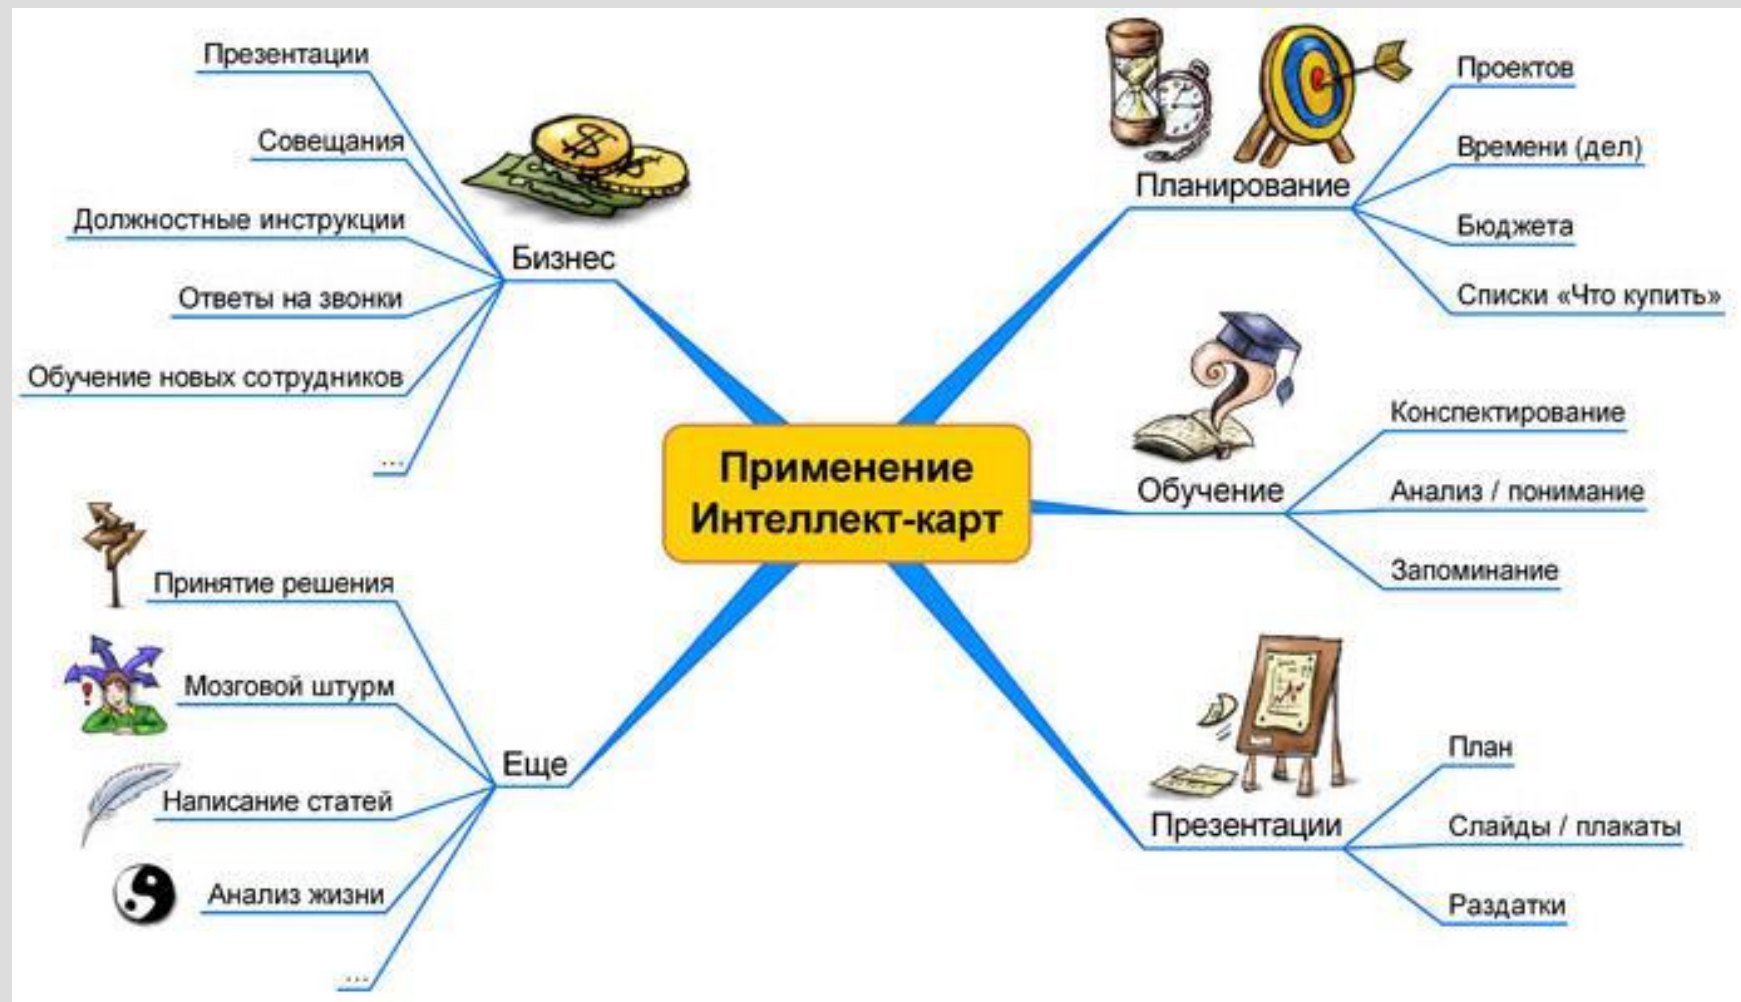 Применение
Интеллект-карт
Планирование
Проектов
Времени (дел)
Бюджета
Списки «Что купить»
Обучение
Конспектирование
Анализ / понимание
Запоминание
Презентации
План
Слайды / плакаты
Раздатки
Бизнес
Презентации
Совещания
Должностные инструкции
Ответы на звонки
Обучение новых сотрудников
...
Еще
Принятие решения
Мозговой штурм
Написание статей
Анализ жизни
...